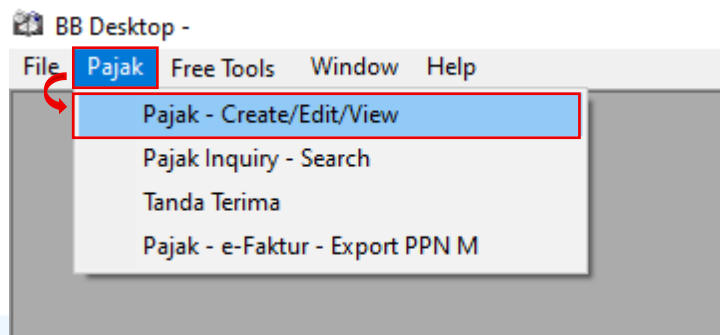 BB Desktop -
File Pajak Free Tools Window Help
Pajak - Create/Edit/View
Pajak Inquiry - Search
Tanda Terima
Pajak - e-Faktur - Export PPN M